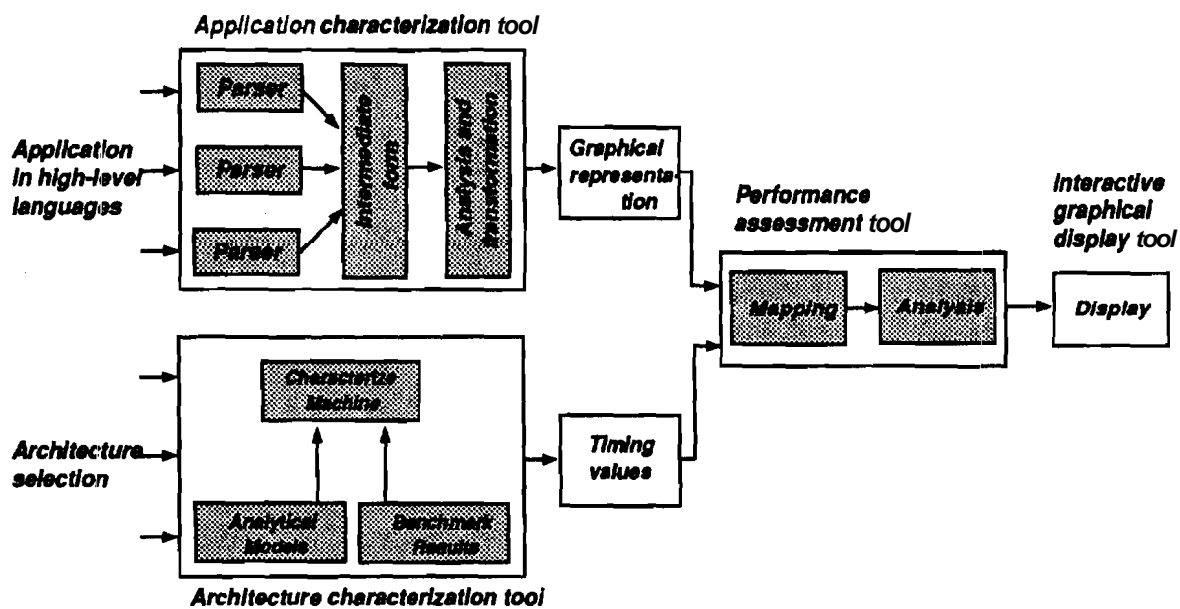 Application characterization tool
Parser
Parser
Parser
Intermediate
form
Analysis and
transformation
Application
in high-level
languages
Graphical
representa-
tion
Performance
assessment tool
Mapping
Analysis
Interactive
graphical
display tool
Display
Characterize
Machine
Architecture
selection
Analytical
Models
Benchmark
Results
Timing
values
Architecture characterization tool